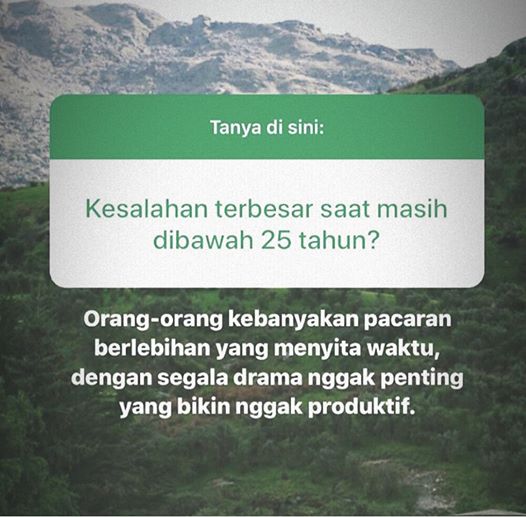 Tanya di sini:
Kesalahan terbesar saat masih
dibawah 25 tahun?
Orang-orang kebanyakan pacaran
berlebihan yang menyita waktu,
dengan segala drama nggak penting
yang bikin nggak produktif.